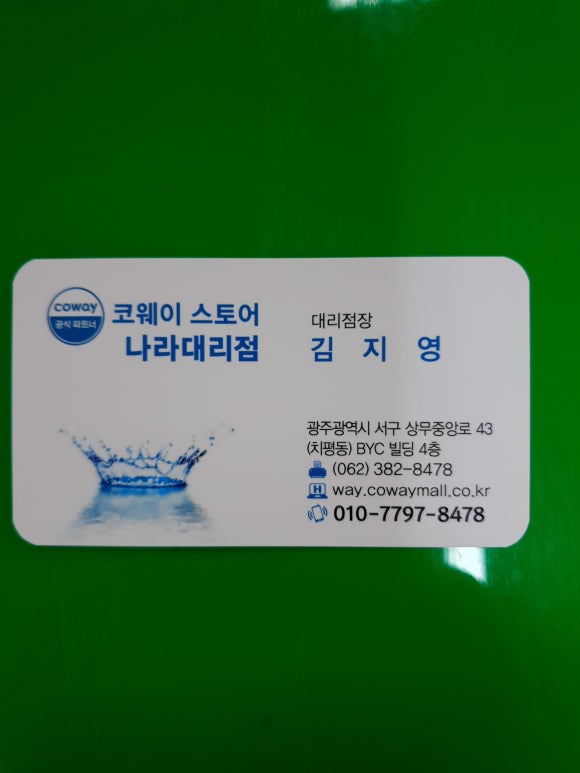 coway
공식 파트너
코웨이 스토어
나라대리점
대리점장
김 지 영
광주광역시 서구 상무중앙로 43
(치평동) BYC 빌딩 4층
(062) 382-8478
H way.cowaymall.co.kr
010-7797-8478